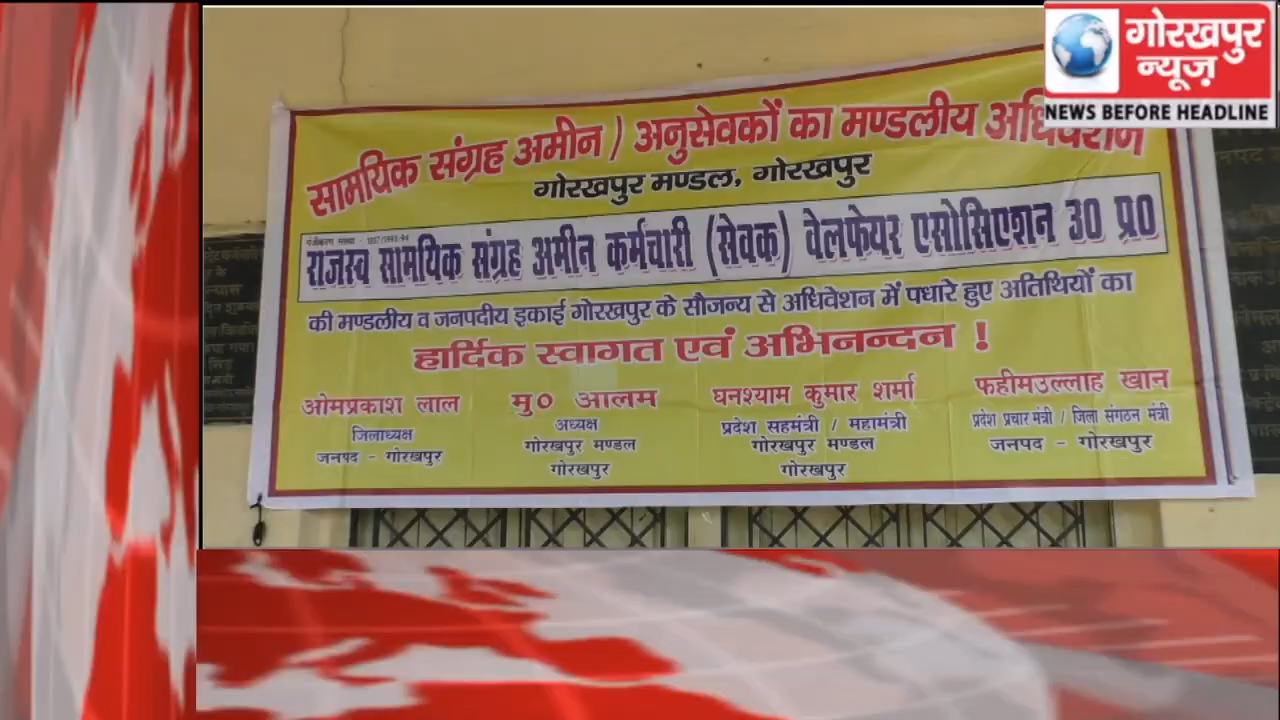 गोरखपुर
न्यूज़
NEWS BEFORE HEADLINE
सामयिक संग्रह अमीन / अनुसेवकों का मण्डलीय अधिवेशन
गोरखपुर मण्डल, गोरखपुर
राजस्व सामयिक संग्रह अमीन कर्मचारी (सेवक) वेलफेयर एसोसिएशन उ0 प्र0
की मण्डलीय व जनपदीय इकाई गोरखपुर के सौजन्य से अधिवेशन में पधारे हुए अतिथियों का
हार्दिक स्वागत एवं अभिनन्दन !
ओमप्रकाश लाल
जिलाध्यक्ष
जनपद - गोरखपुर
मु० आलम
अध्यक्ष
गोरखपुर मण्डल
गोरखपुर
घनश्याम कुमार शर्मा
प्रदेश सहमंत्री / महामंत्री
गोरखपुर मण्डल
गोरखपुर
फहीमउल्लाह खान
प्रदेश प्रचार मंत्री / जिला संगठन मंत्री
जनपद - गोरखपुर